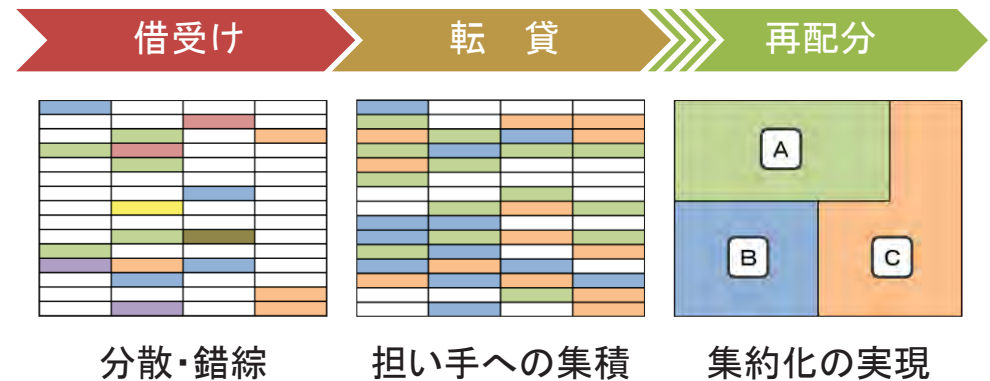 借受け
転 貸
再配分
A
B
C
分散・錯綜
担い手への集積
集約化の実現